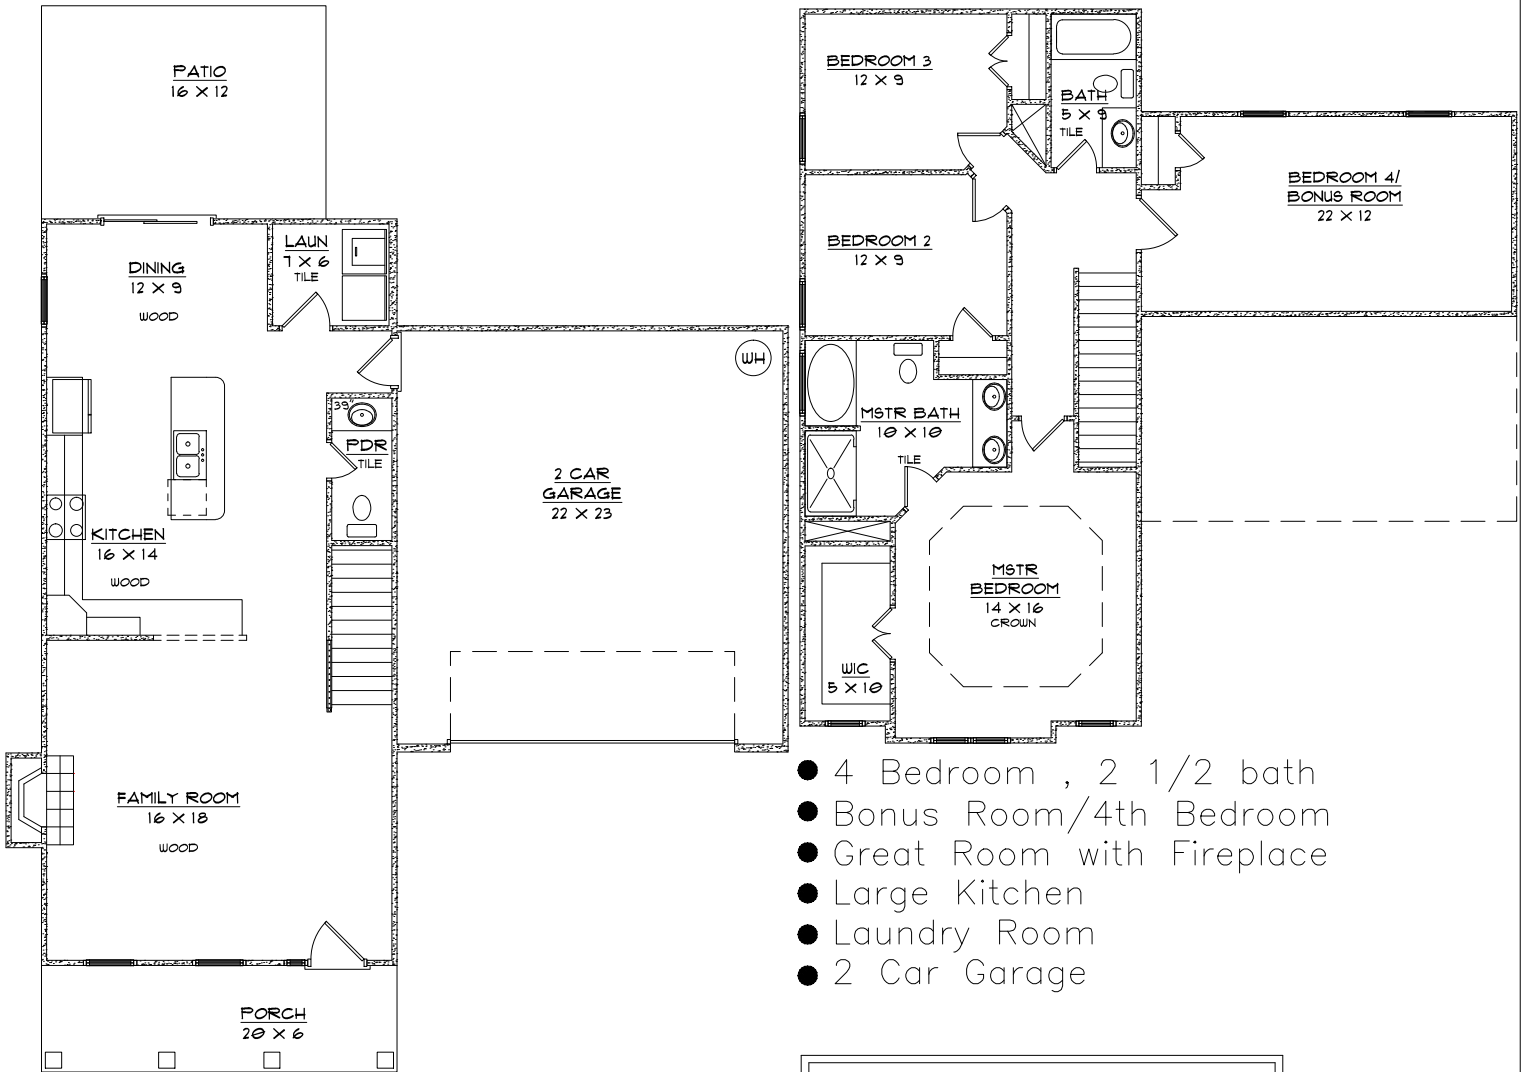 PATIO
16 X 12
LAUN
7 X 6
TILE
DINING
12 X 9
WOOD
WH
39"
PDR
TILE
2 CAR
GARAGE
22 X 23
KITCHEN
16 X 14
WOOD
FAMILY ROOM
16 X 18
WOOD
PORCH
20 X 6
BEDROOM 3
12 X 9
BATH
5 X 9
TILE
BEDROOM 4/
BONUS ROOM
22 X 12
BEDROOM 2
12 X 9
MSTR BATH
10 X 10
TILE
MSTR
BEDROOM
14 X 16
CROWN
WIC
5 X 10
● 4 Bedroom , 2 1/2 bath
● Bonus Room/4th Bedroom
● Great Room with Fireplace
● Large Kitchen
● Laundry Room
● 2 Car Garage